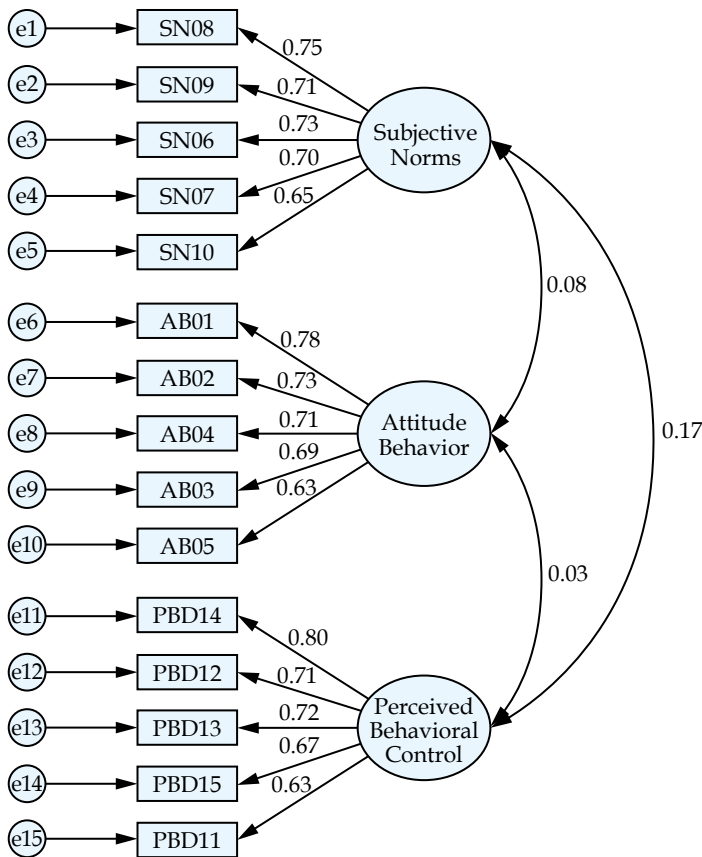 e1
SN08
0.75
e2
SN09
0.71
e3
SN06
0.73
Subjective
Norms
e4
SN07
0.70
e5
SN10
0.65
0.08
e6
AB01
0.78
e7
AB02
0.73
e8
AB04
0.71
Attitude
Behavior
0.17
e9
AB03
0.69
e10
AB05
0.63
0.03
e11
PBD14
0.80
e12
PBD12
0.71
e13
PBD13
0.72
Perceived
Behavioral
Control
e14
PBD15
0.67
e15
PBD11
0.63